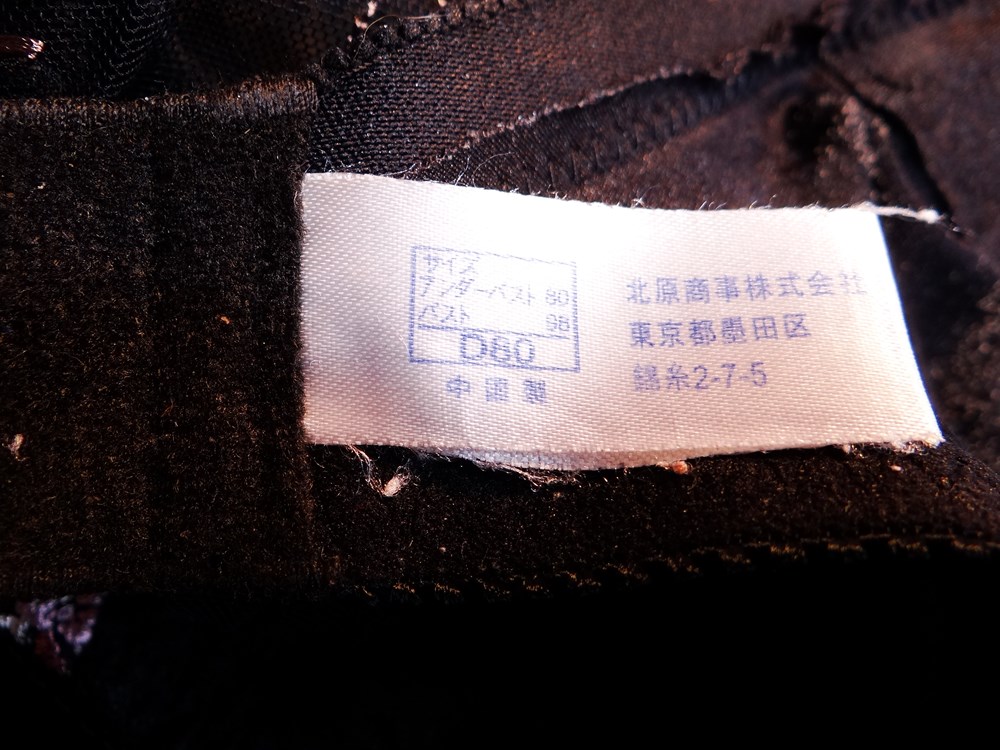 サイズ
アンダーバスト 80
バスト 98
D80
中国製
北原商事株式会社
東京都墨田区
錦糸2-7-5